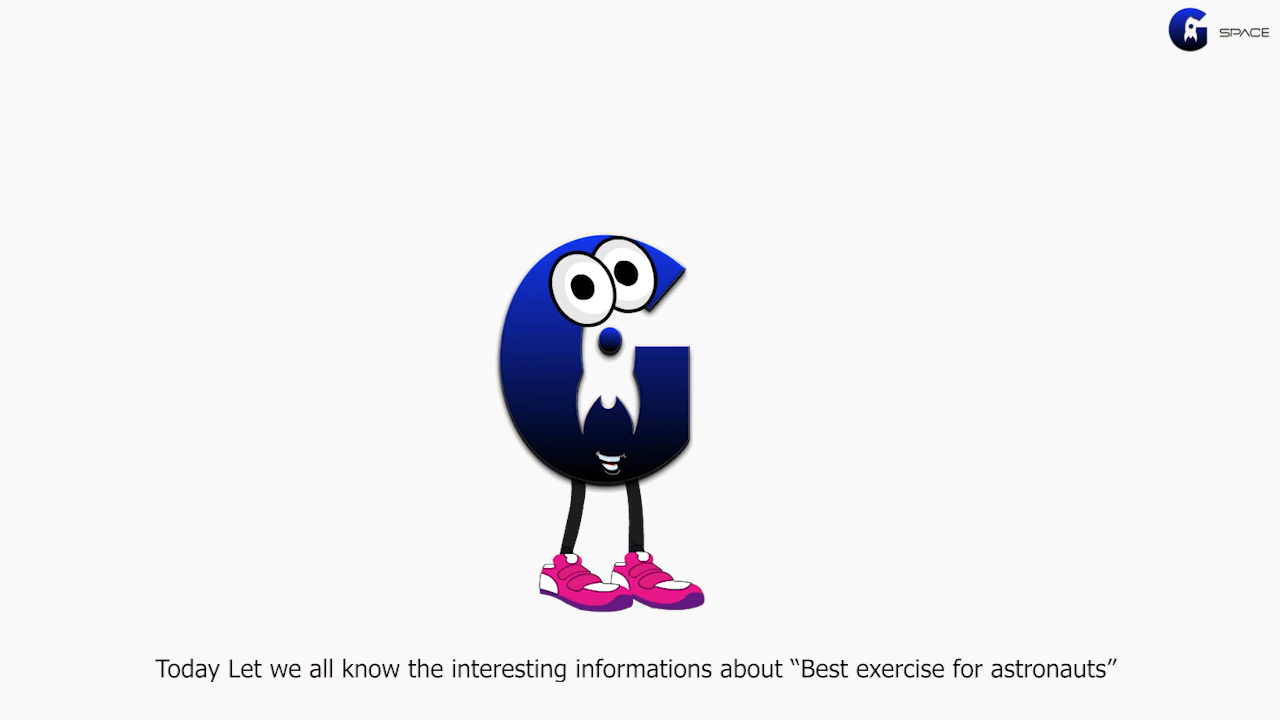 SPACE
Today Let we all know the interesting informations about “Best exercise for astronauts”